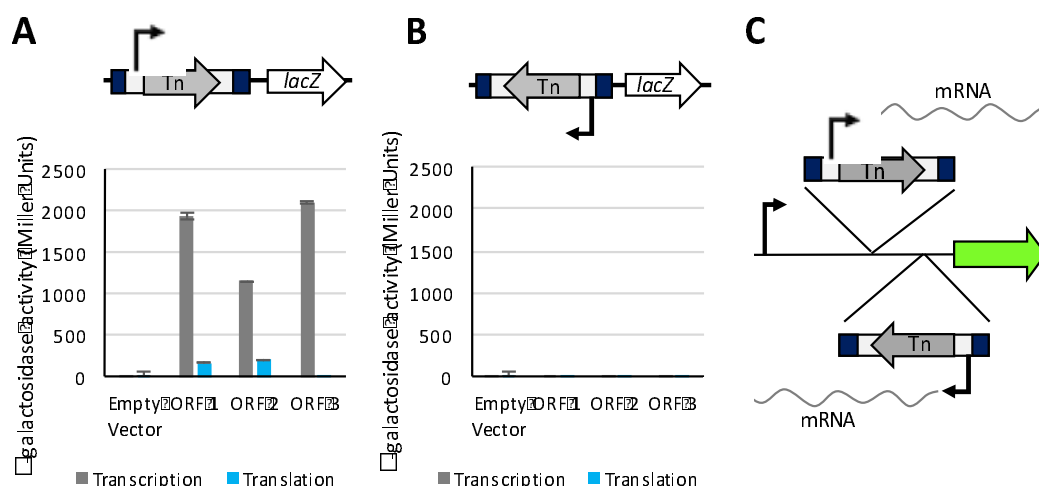 A
B
C
Tn
lacZ
Tn
lacZ
mRNA
Tn
Tn
mRNA
galactosidase activity (Miller Units)
2500
2000
1500
1000
500
0
Empty Vector
ORF 1
ORF 2
ORF 3
Transcription
Translation
galactosidase activity (Miller Units)
2500
2000
1500
1000
500
0
Empty Vector
ORF 1
ORF 2
ORF 3
Transcription
Translation